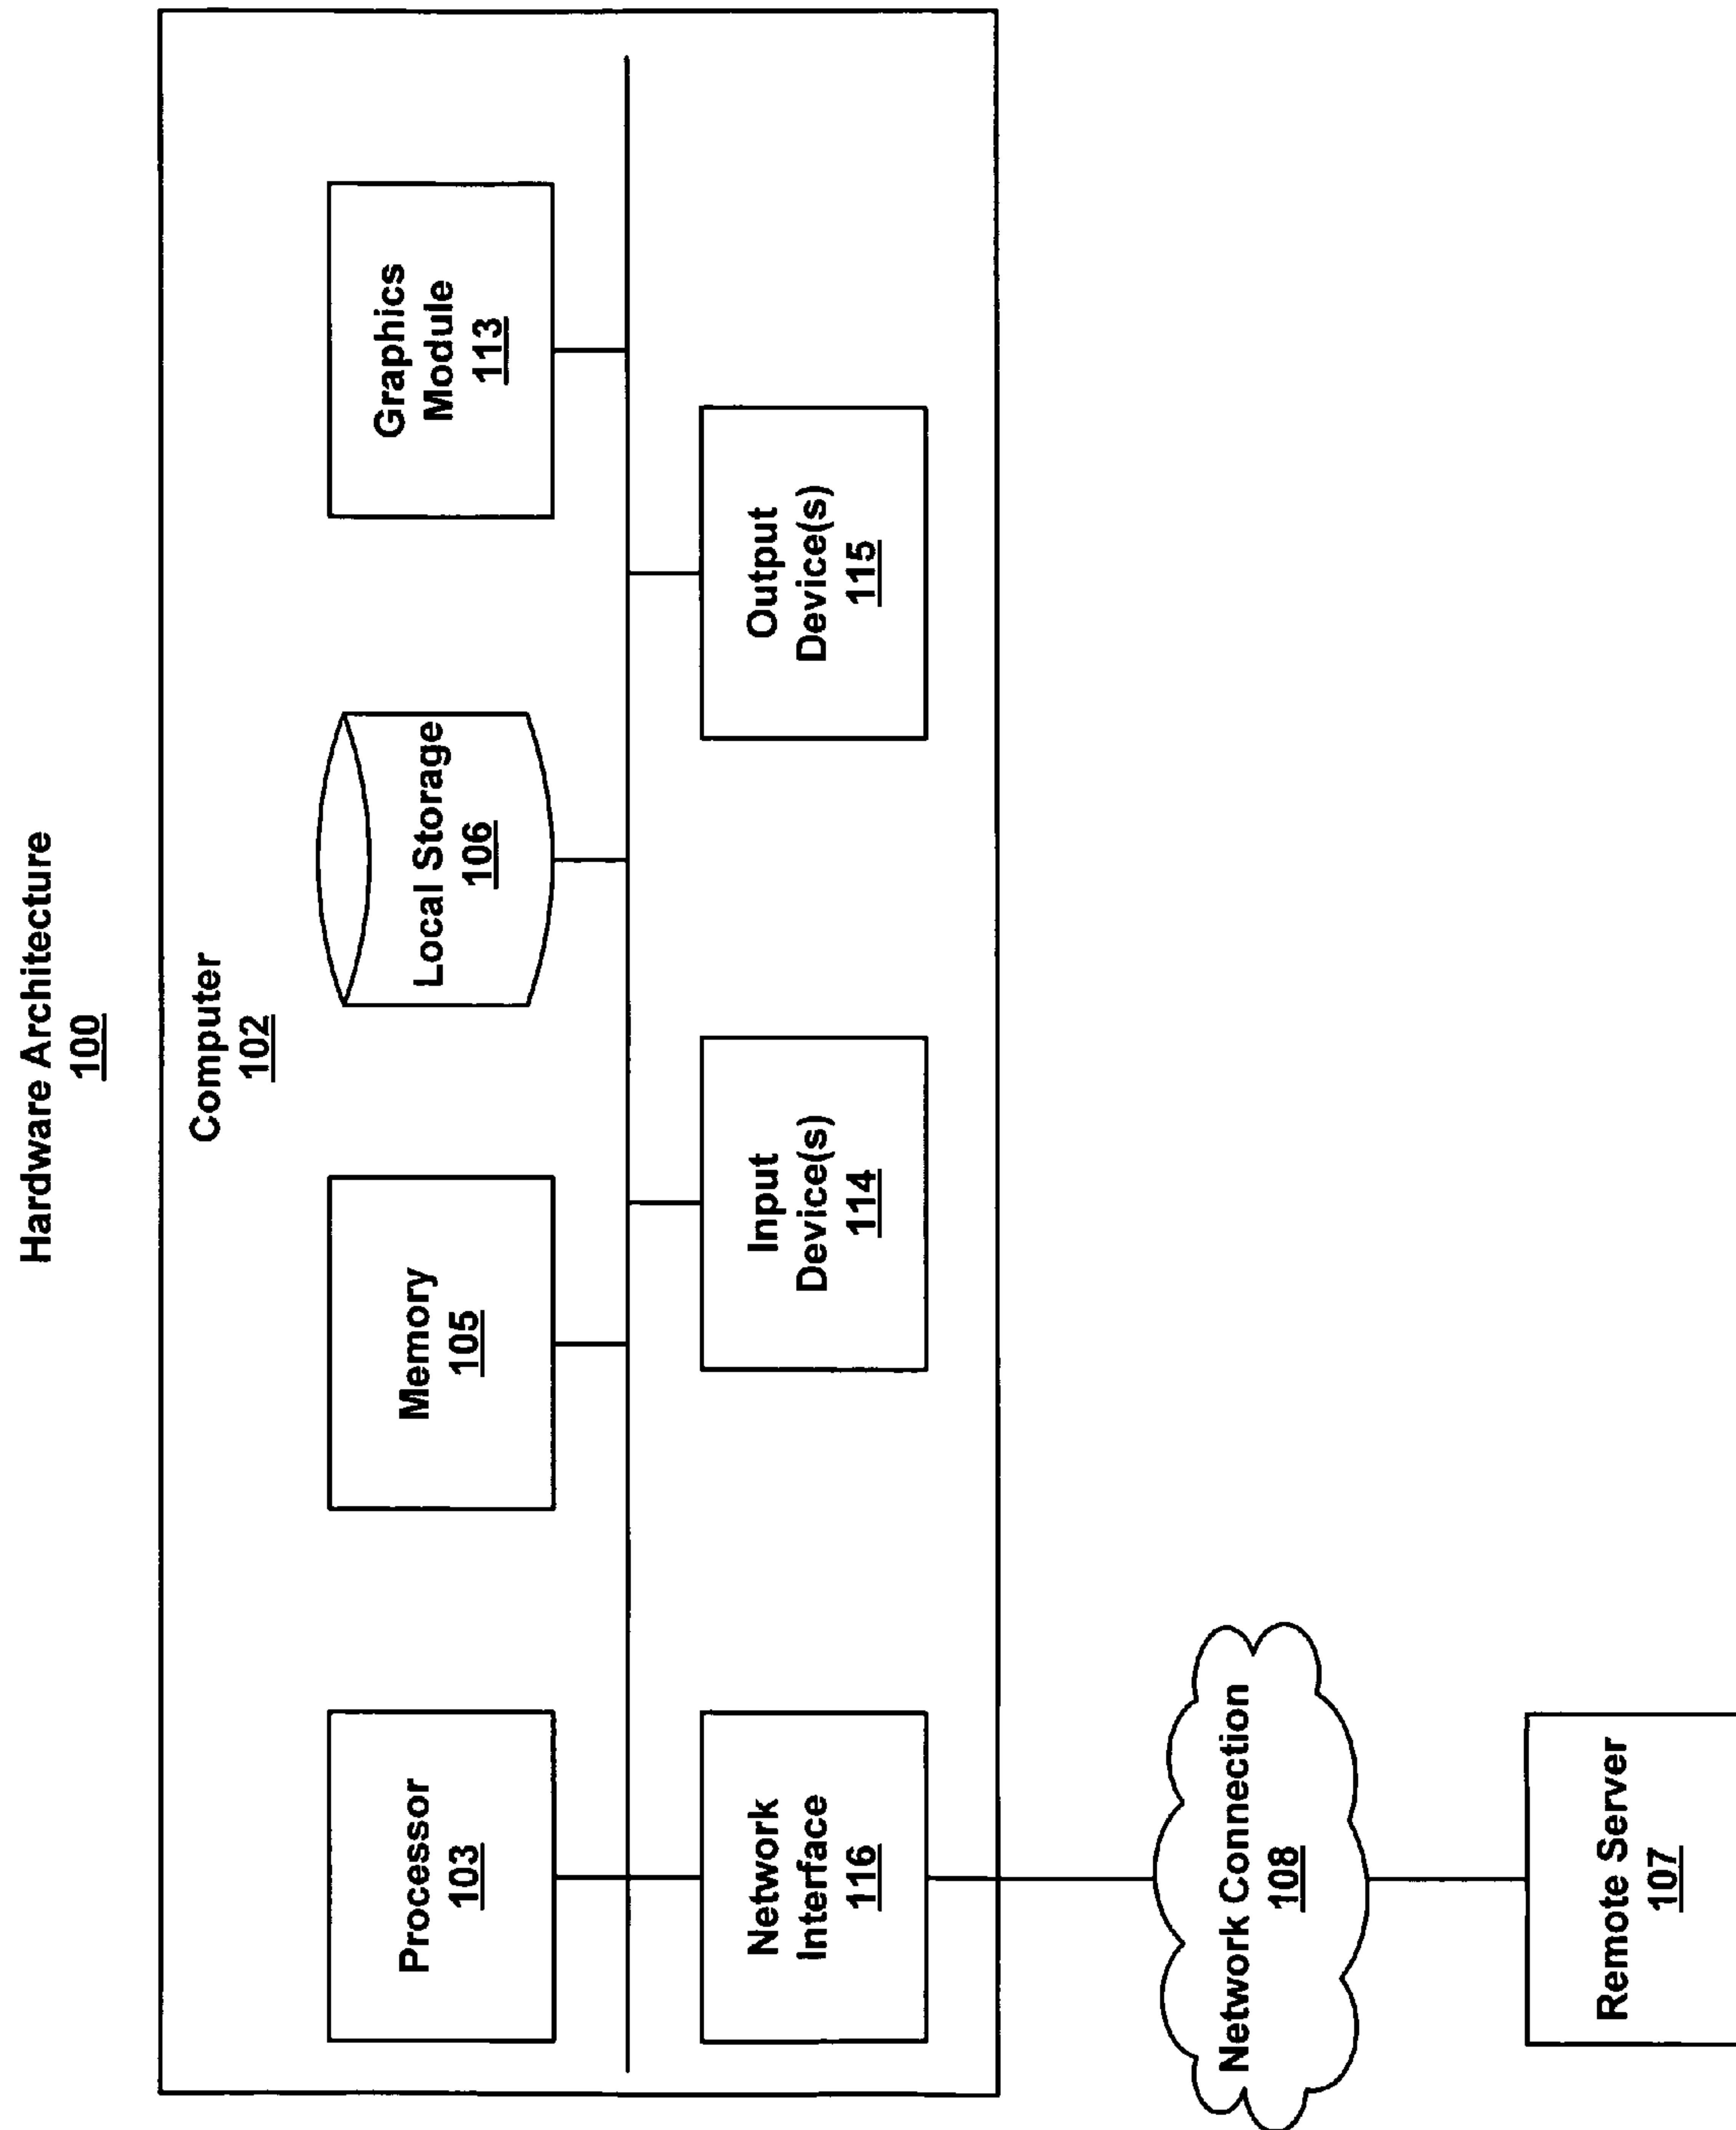 Hardware Architecture
100
Computer
102
Processor
103
Memory
105
Local Storage
106
Graphics
Module
113
Network
Interface
116
Input
Device(s)
114
Output
Device(s)
115
Network Connection
108
Remote Server
107